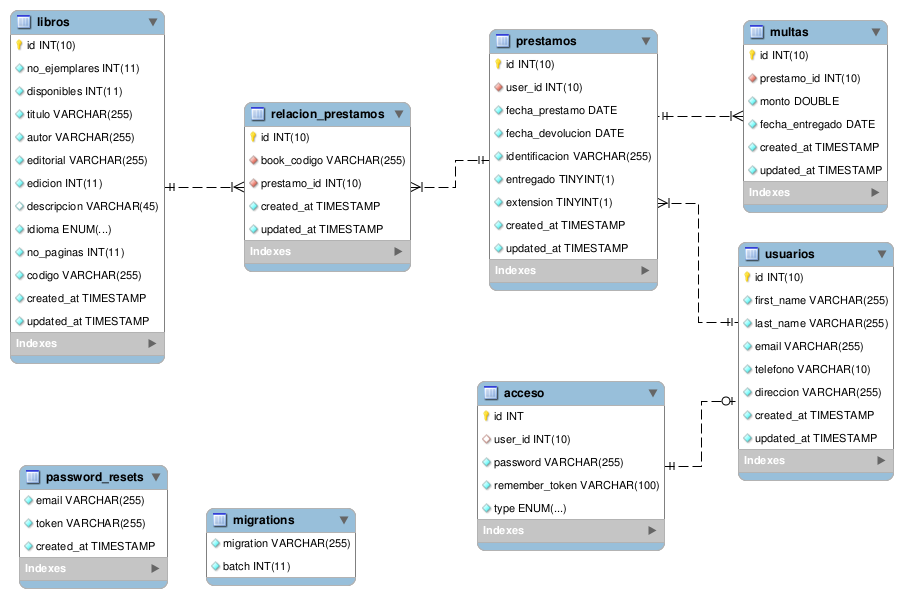 libros
id INT(10)
no_ejemplares INT(11)
disponibles INT(11)
titulo VARCHAR(255)
autor VARCHAR(255)
editorial VARCHAR(255)
edicion INT(11)
descripcion VARCHAR(45)
idioma ENUM(...)
no_paginas INT(11)
codigo VARCHAR(255)
created_at TIMESTAMP
updated_at TIMESTAMP
Indexes
relacion_prestamos
id INT(10)
book_codigo VARCHAR(255)
prestamo_id INT(10)
created_at TIMESTAMP
updated_at TIMESTAMP
Indexes
prestamos
id INT(10)
user_id INT(10)
fecha_prestamo DATE
fecha_devolucion DATE
identificacion VARCHAR(255)
entregado TINYINT(1)
extension TINYINT(1)
created_at TIMESTAMP
updated_at TIMESTAMP
Indexes
multas
id INT(10)
prestamo_id INT(10)
monto DOUBLE
fecha_entregado DATE
created_at TIMESTAMP
updated_at TIMESTAMP
Indexes
usuarios
id INT(10)
first_name VARCHAR(255)
last_name VARCHAR(255)
email VARCHAR(255)
telefono VARCHAR(10)
direccion VARCHAR(255)
created_at TIMESTAMP
updated_at TIMESTAMP
Indexes
acceso
id INT
user_id INT(10)
password VARCHAR(255)
remember_token VARCHAR(100)
type ENUM(...)
Indexes
password_resets
email VARCHAR(255)
token VARCHAR(255)
created_at TIMESTAMP
Indexes
migrations
migration VARCHAR(255)
batch INT(11)